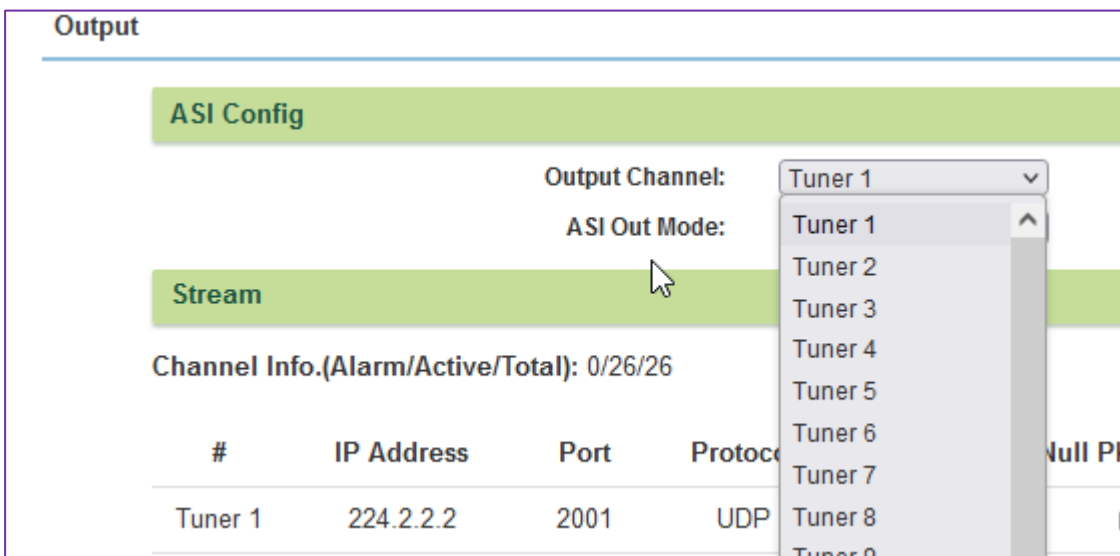 Output
ASI Config
Output Channel: Tuner 1
ASI Out Mode:
Tuner 1
Tuner 2
Tuner 3
Tuner 4
Tuner 5
Tuner 6
Tuner 7
Tuner 8
Stream
Channel Info.(Alarm/Active/Total): 0/26/26
# IP Address Port Protoco Null
Tuner 1 224.2.2.2 2001 UDP